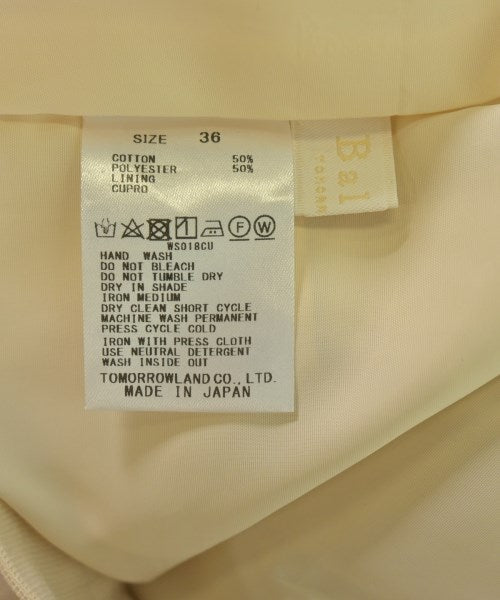 SIZE 36
COTTON 50%
POLYESTER 50%
LINING
CUPRO
F W
WS018CU
HAND WASH
DO NOT BLEACH
DO NOT TUMBLE DRY
DRY IN SHADE
IRON MEDIUM
DRY CLEAN SHORT CYCLE
MACHINE WASH PERMANENT
PRESS CYCLE COLD
IRON WITH PRESS CLOTH
USE NEUTRAL DETERGENT
WASH INSIDE OUT
TOMORROWLAND CO., LTD.
MADE IN JAPAN
Bal